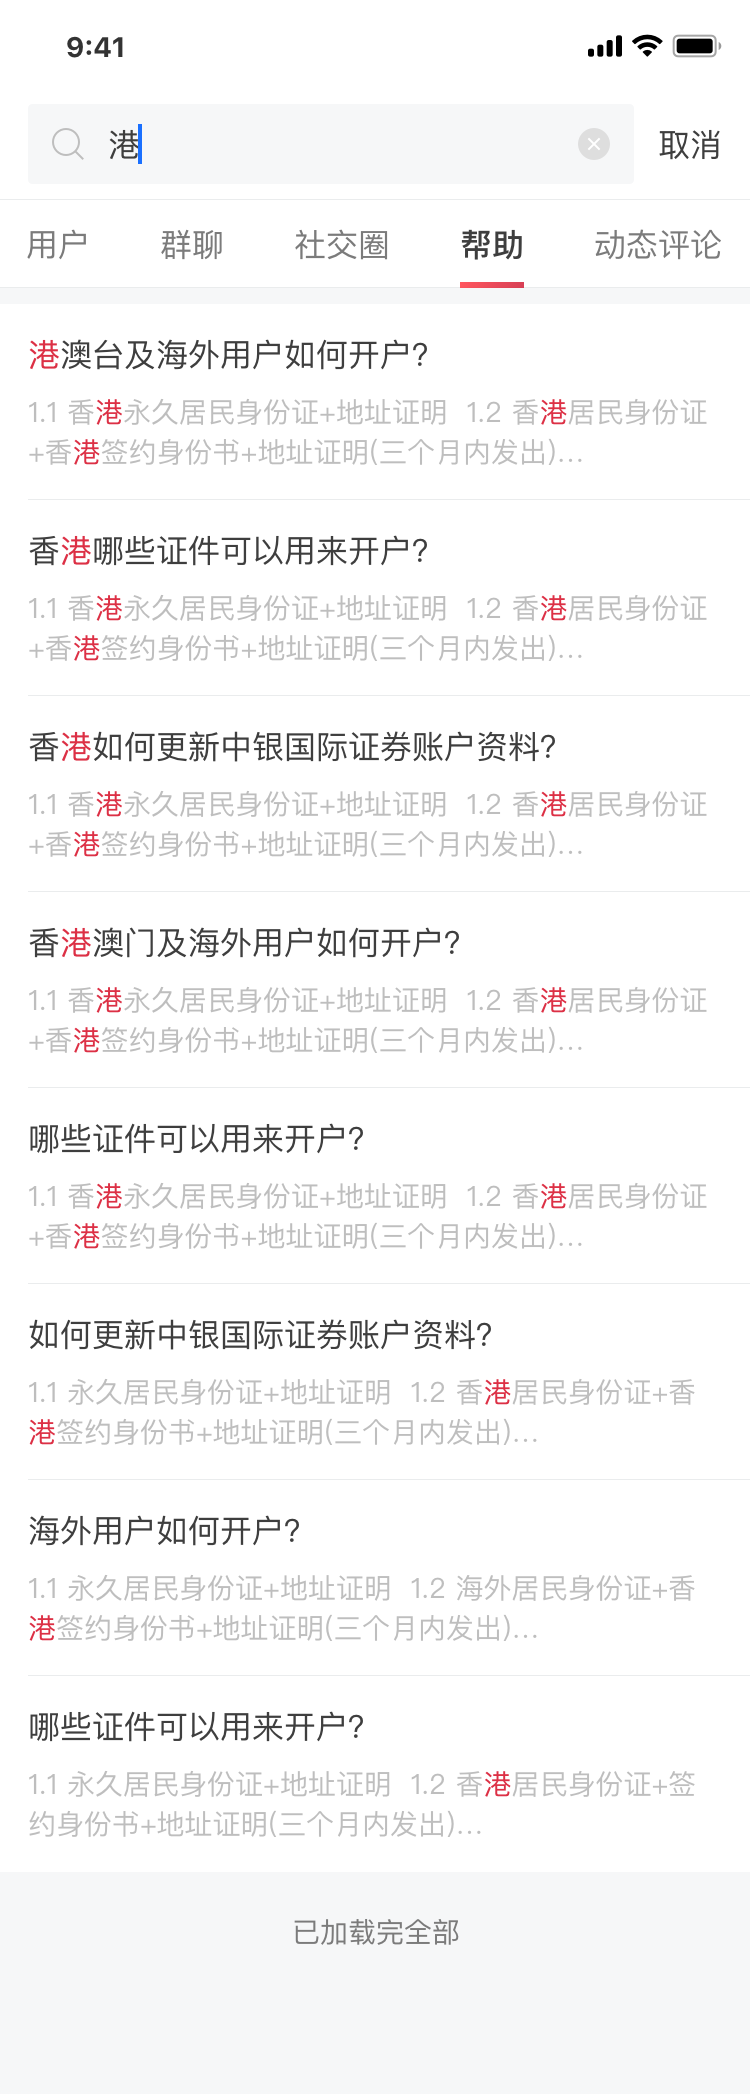 9:41
港
取消
用户 群聊 社交圈 帮助 动态评论
港澳台及海外用户如何开户?
1.1 香港永久居民身份证+地址证明 1.2 香港居民身份证
+香港签约身份书+地址证明(三个月内发出)...
香港哪些证件可以用来开户?
1.1 香港永久居民身份证+地址证明 1.2 香港居民身份证
+香港签约身份书+地址证明(三个月内发出)...
香港如何更新中银国际证券账户资料?
1.1 香港永久居民身份证+地址证明 1.2 香港居民身份证
+香港签约身份书+地址证明(三个月内发出)...
香港澳门及海外用户如何开户?
1.1 香港永久居民身份证+地址证明 1.2 香港居民身份证
+香港签约身份书+地址证明(三个月内发出)...
哪些证件可以用来开户?
1.1 香港永久居民身份证+地址证明 1.2 香港居民身份证
+香港签约身份书+地址证明(三个月内发出)...
如何更新中银国际证券账户资料?
1.1 永久居民身份证+地址证明 1.2 香港居民身份证+香
港签约身份书+地址证明(三个月内发出)...
海外用户如何开户?
1.1 永久居民身份证+地址证明 1.2 海外居民身份证+香
港签约身份书+地址证明(三个月内发出)...
哪些证件可以用来开户?
1.1 永久居民身份证+地址证明 1.2 香港居民身份证+签
约身份书+地址证明(三个月内发出)...
已加载完全部